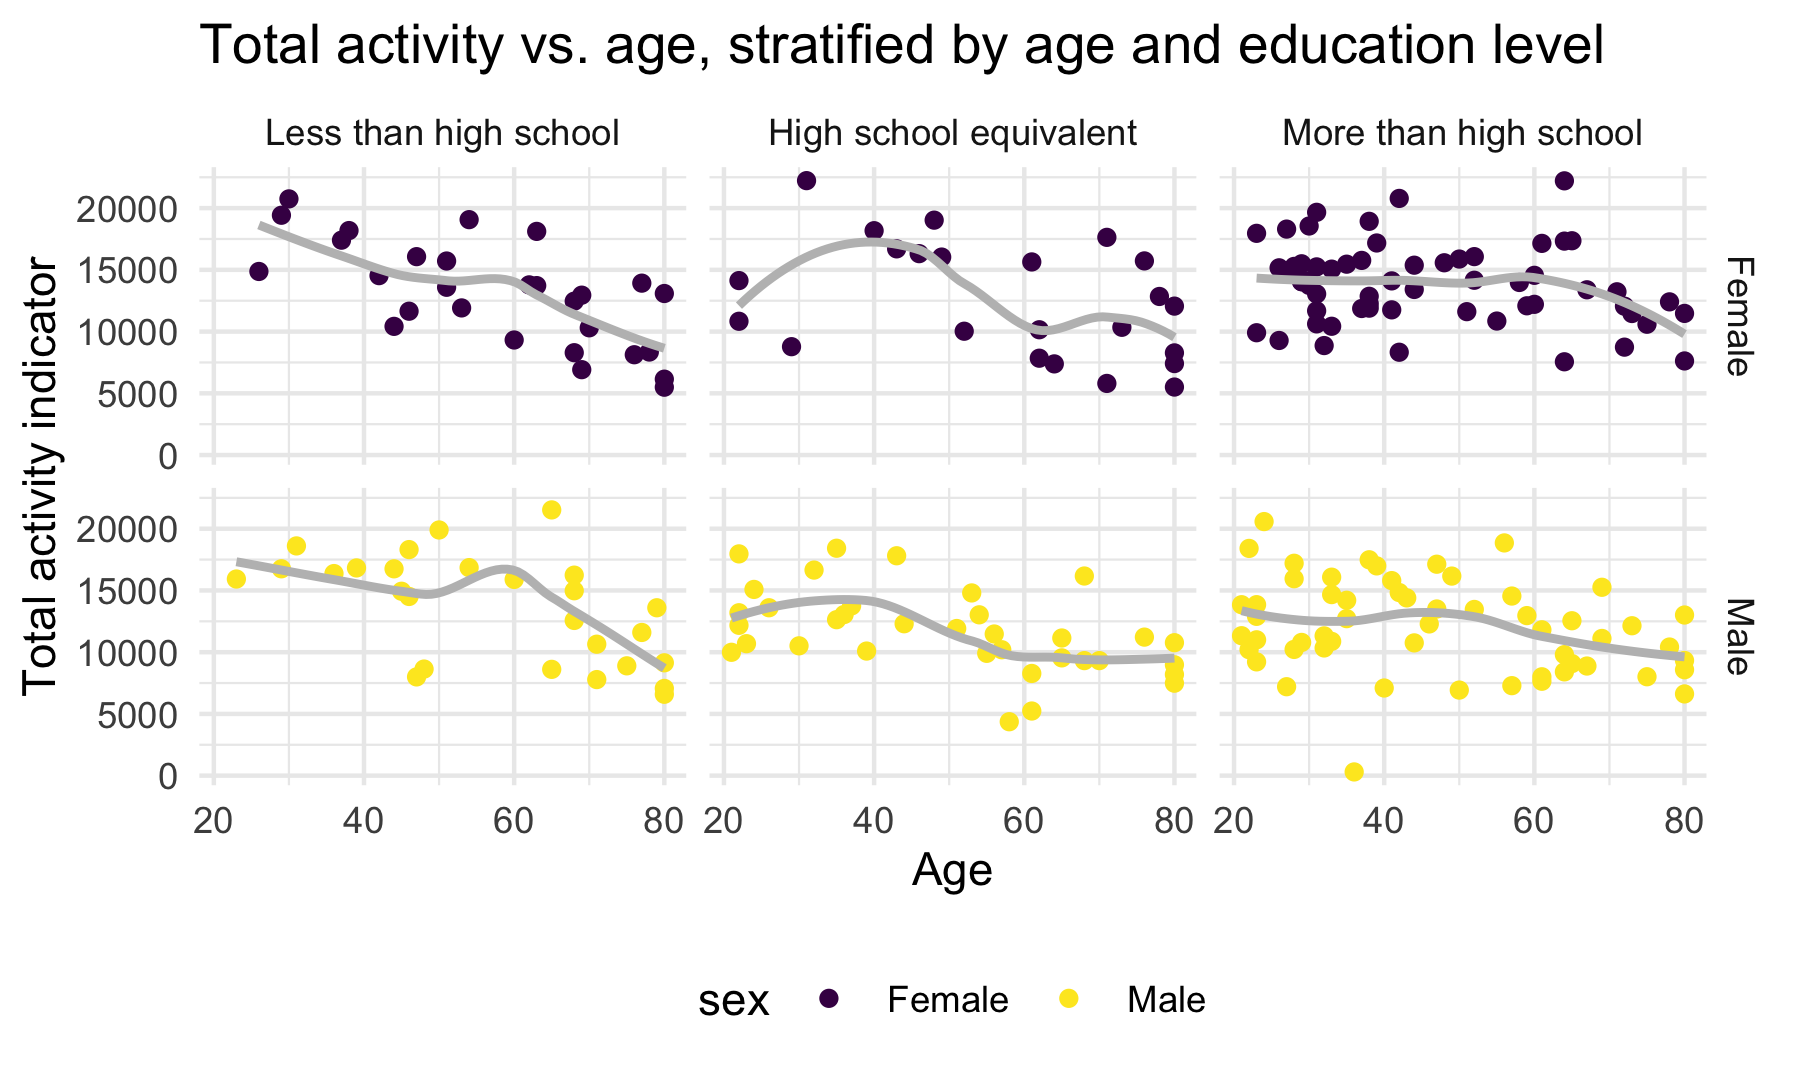 Total activity vs. age, stratified by age and education level
Less than high school
High school equivalent
More than high school
Total activity indicator
20000
15000
10000
5000
0
Female
20000
15000
10000
5000
0
Male
20 40 60 80 20 40 60 80 20 40 60 80
Age
sex Female Male